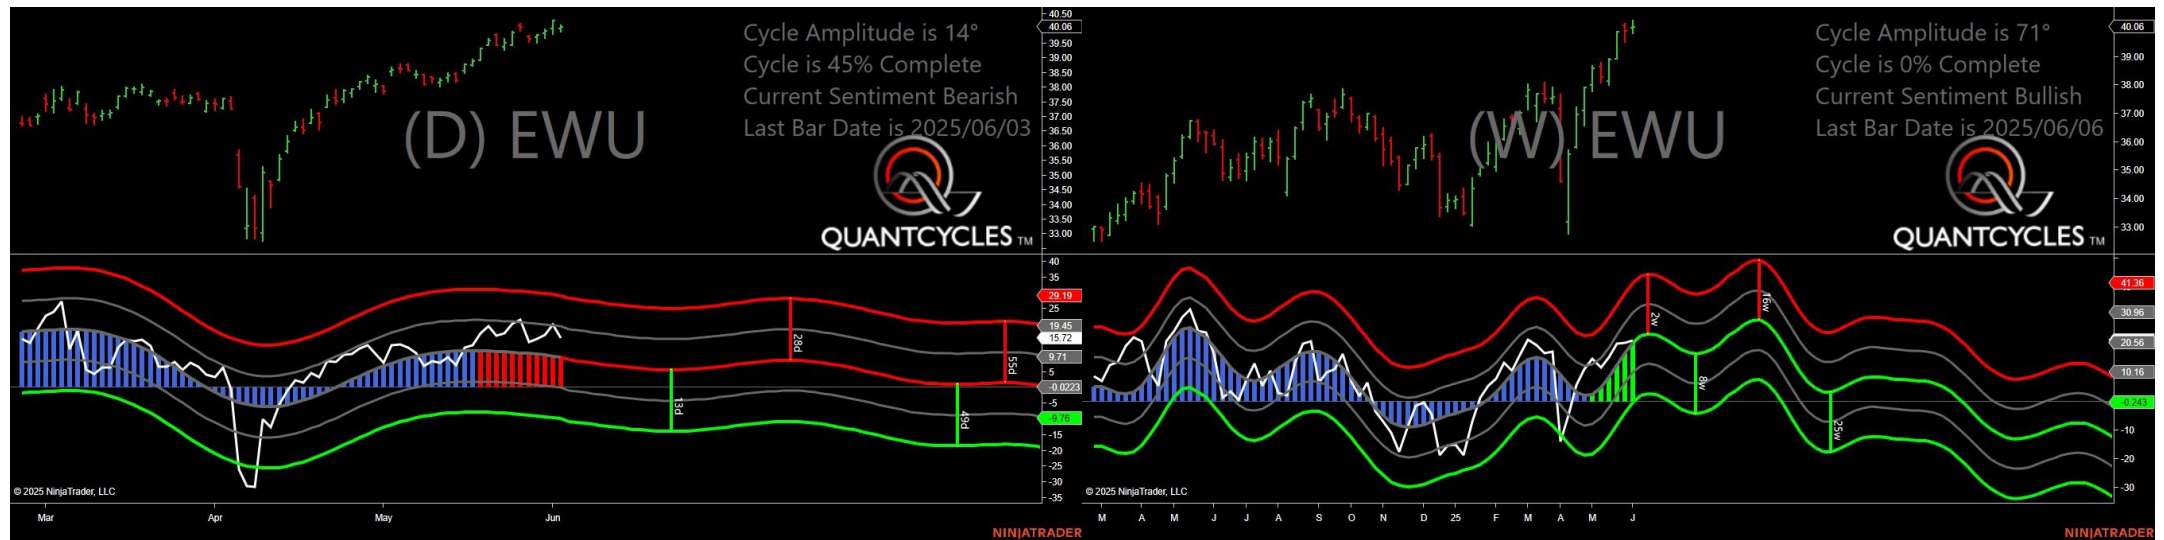 Cycle Amplitude is 14°
Cycle is 45% Complete
Current Sentiment Bearish
Last Bar Date is 2025/06/03
(D) EWU
QUANTCYCLES TM
40.50
40.06
39.50
39.00
38.50
38.00
37.50
37.00
36.50
36.00
35.50
35.00
34.50
34.00
33.50
33.00
40
35
29.19
25
19.45
15.72
9.71
5
-0.0223
-5
-9.76
-15
-20
-25
-30
-35
28d
55d
13d
49d
© 2025 NinjaTrader, LLC
Mar Apr May Jun
NINJATRADER
Cycle Amplitude is 71°
Cycle is 0% Complete
Current Sentiment Bullish
Last Bar Date is 2025/06/06
(W) EWU
QUANTCYCLES TM
40.06
39.00
38.00
37.00
36.00
35.00
34.00
33.00
41.36
30.96
20.56
10.16
-0.243
-10
-20
-30
2w
16w
8w
25w
© 2025 NinjaTrader, LLC
M A M J J A S O N D 25 F M A M J
NINJATRADER